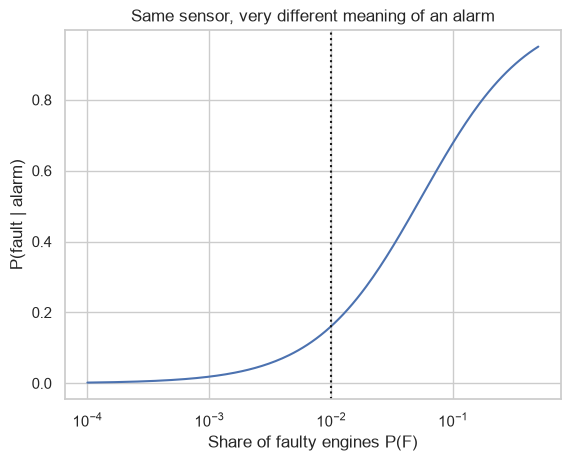 Same sensor, very different meaning of an alarm
P(fault | alarm)
0.8
0.6
0.4
0.2
0.0
10⁻⁴ 10⁻³ 10⁻² 10⁻¹
Share of faulty engines P(F)